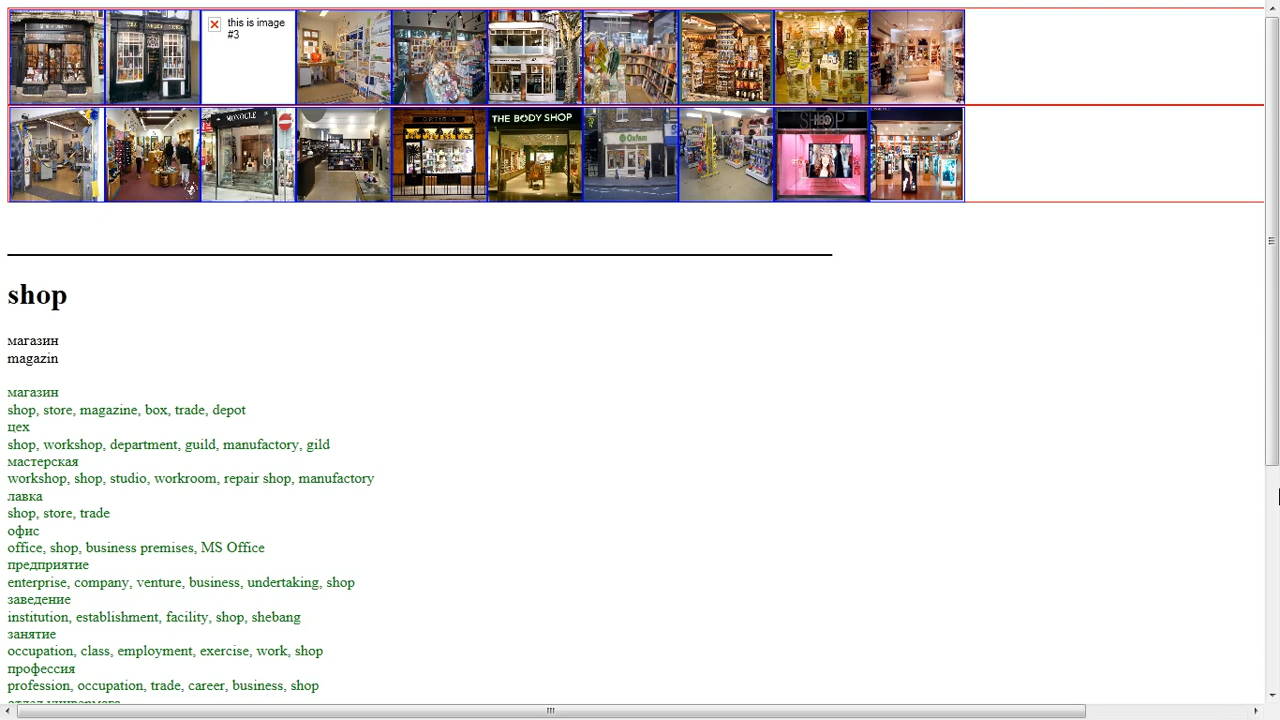 this is image
#3
MONOCLE
THE BODY SHOP
Oxfam
shop
магазин
magazin
магазин
shop, store, magazine, box, trade, depot
цех
shop, workshop, department, guild, manufactory, gild
мастерская
workshop, shop, studio, workroom, repair shop, manufactory
лавка
shop, store, trade
офис
office, shop, business premises, MS Office
предприятие
enterprise, company, venture, business, undertaking, shop
заведение
institution, establishment, facility, shop, shebang
занятие
occupation, class, employment, exercise, work, shop
профессия
profession, occupation, trade, career, business, shop
отдел универмага